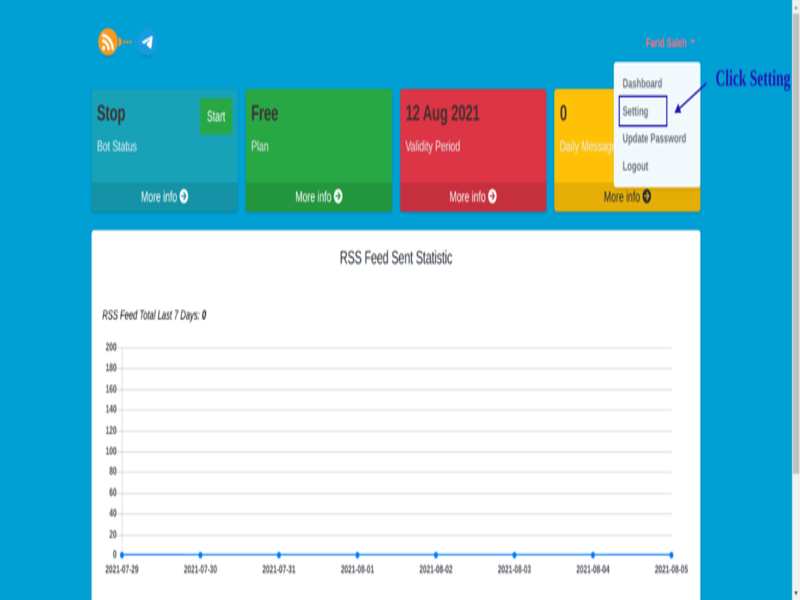 Farid Saleh
Dashboard
Setting
Update Password
Logout
Click Setting
Stop
Start
Bot Status
More info
Free
Plan
More info
12 Aug 2021
Validity Period
More info
0
Daily Message
More info
RSS Feed Sent Statistic
RSS Feed Total Last 7 Days: 0
200
180
160
140
120
100
80
60
40
20
0
2021-07-29 2021-07-30 2021-07-31 2021-08-01 2021-08-02 2021-08-03 2021-08-04 2021-08-05